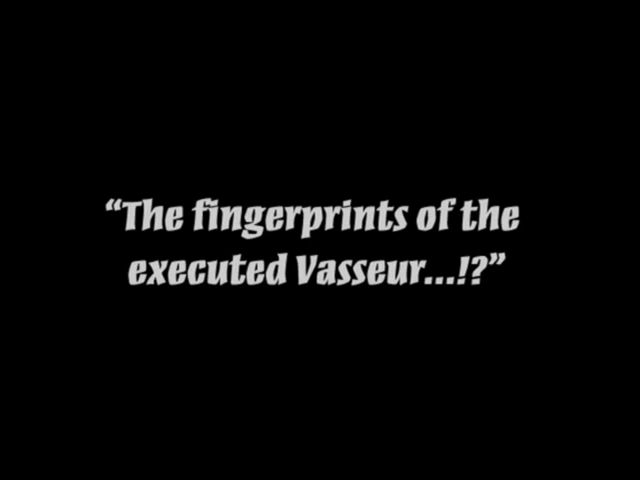 “The fingerprints of the
executed Vasseur...!?”